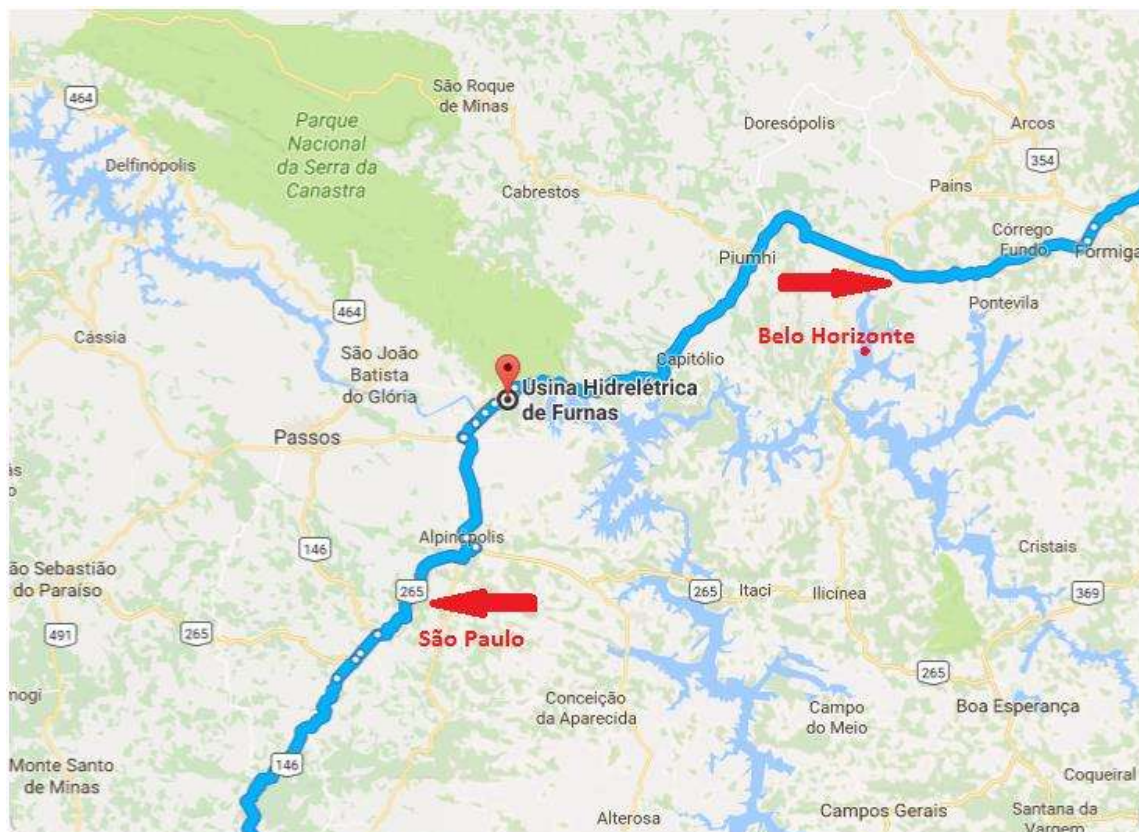 464
São Roque
de Minas
Parque
Nacional
da Serra da
Canastra
Delfinópolis
Cabrestos
Doresópolis
Arcos
354
Pains
Córrego
Fundo
Formiga
Piumhi
Pontevila
Belo Horizonte
Capitólio
464
Cássia
São João
Batista
do Glória
Usina Hidrelétrica
de Furnas
Passos
Alpinópolis
146
265
São Paulo
ão Sebastião
do Paraíso
491
265
265
Itaci
Ilicínea
Cristais
369
265
Boa Esperança
Conceição
da Aparecida
Campo
do Meio
mogi
146
Monte Santo
de Minas
Alterosa
Campos Gerais
Coqueiral
Santana da
Vargem